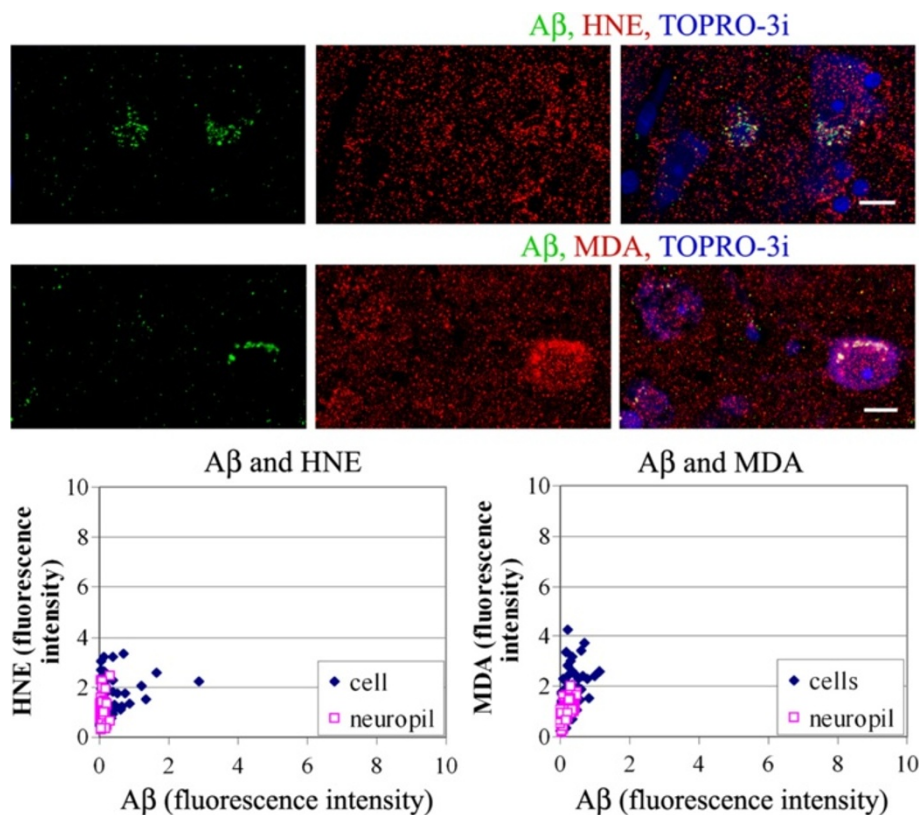 Aβ, HNE, TOPRO-3i
Aβ, MDA, TOPRO-3i
Aβ and HNE
HNE (fluorescence
intensity)
10
8
6
4
2
0
cell
neuropil
0 2 4 6 8 10
Aβ (fluorescence intensity)
Aβ and MDA
MDA (fluorescence
intensity)
10
8
6
4
2
0
cells
neuropil
0 2 4 6 8 10
Aβ (fluorescence intensity)